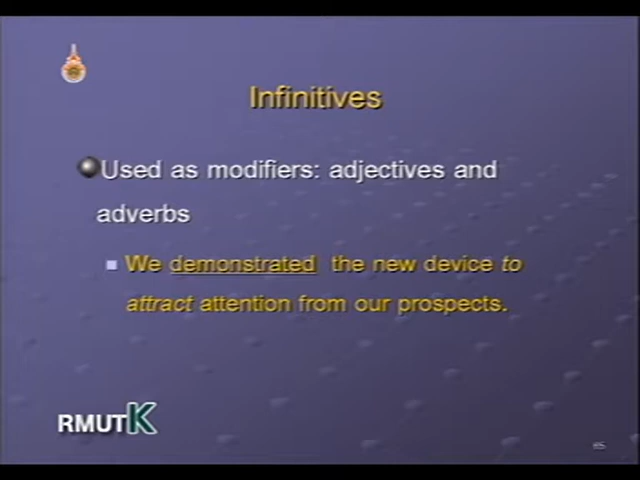 Infinitives
Used as modifiers: adjectives and
adverbs
We demonstrated the new device to
attract attention from our prospects.
RMUTK
65